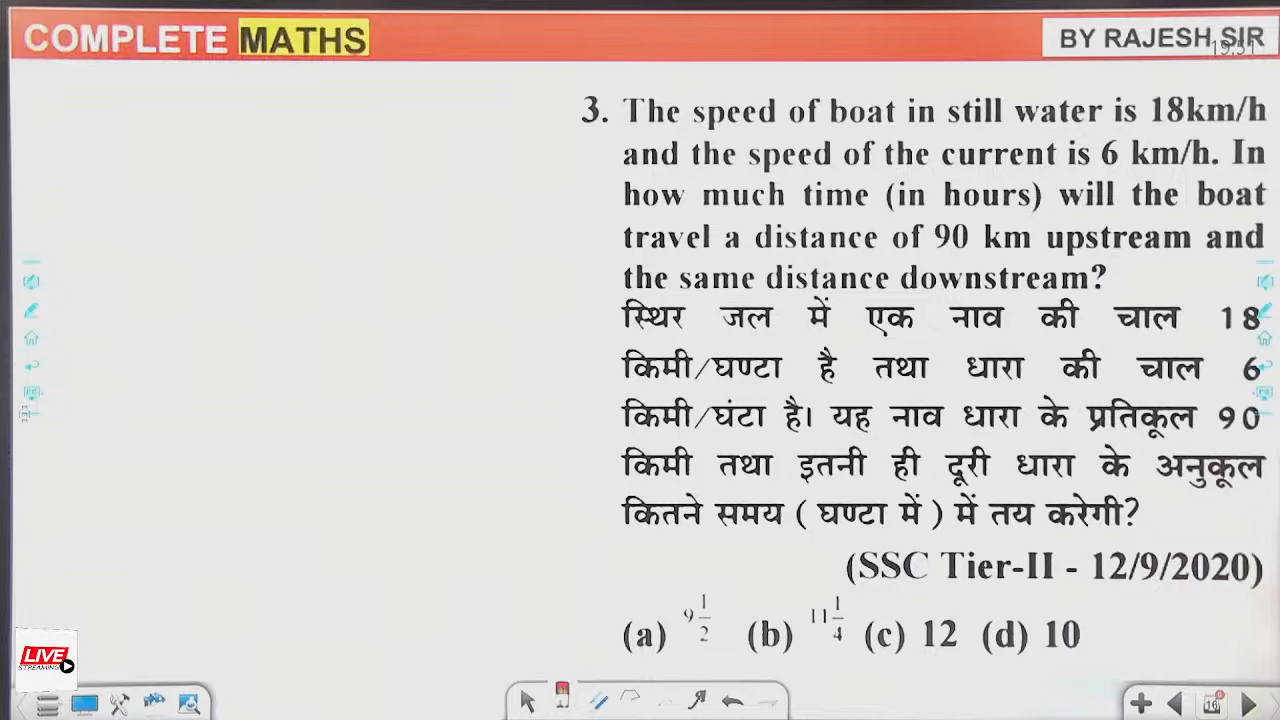 COMPLETE MATHS
BY RAJESH SIR
19:51
3. The speed of boat in still water is 18km/h
and the speed of the current is 6 km/h. In
how much time (in hours) will the boat
travel a distance of 90 km upstream and
the same distance downstream?
स्थिर जल में एक नाव की चाल 18
किमी/घण्टा है तथा धारा की चाल 6
किमी/घंटा है। यह नाव धारा के प्रतिकूल 90
किमी तथा इतनी ही दूरी धारा के अनुकूल
कितने समय ( घण्टा में ) में तय करेगी?
(SSC Tier-II - 12/9/2020)
(a) 9 1/2 (b) 11 1/4 (c) 12 (d) 10
LIVE
STREAMING
16